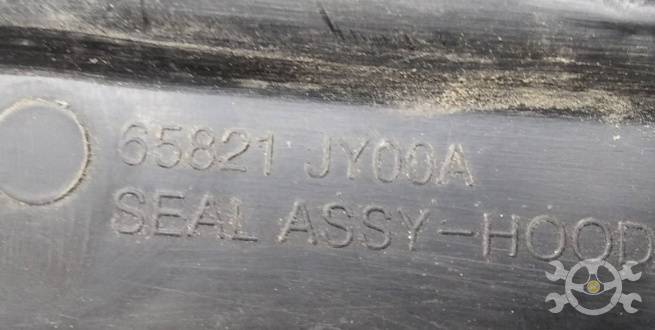 65821 JY00A
SEAL ASSY-HOOD